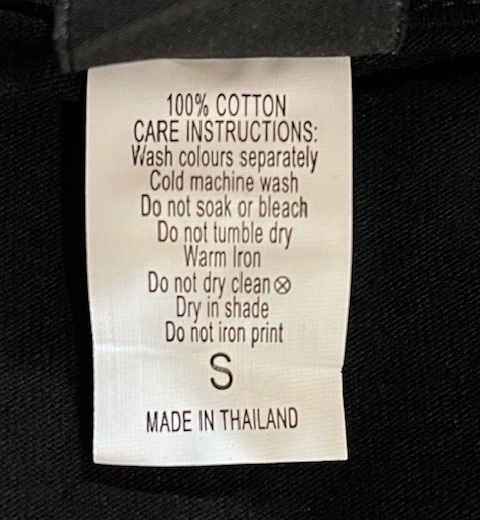 100% COTTON
CARE INSTRUCTIONS:
Wash colours separately
Cold machine wash
Do not soak or bleach
Do not tumble dry
Warm Iron
Do not dry clean ⊗
Dry in shade
Do not iron print
S
MADE IN THAILAND